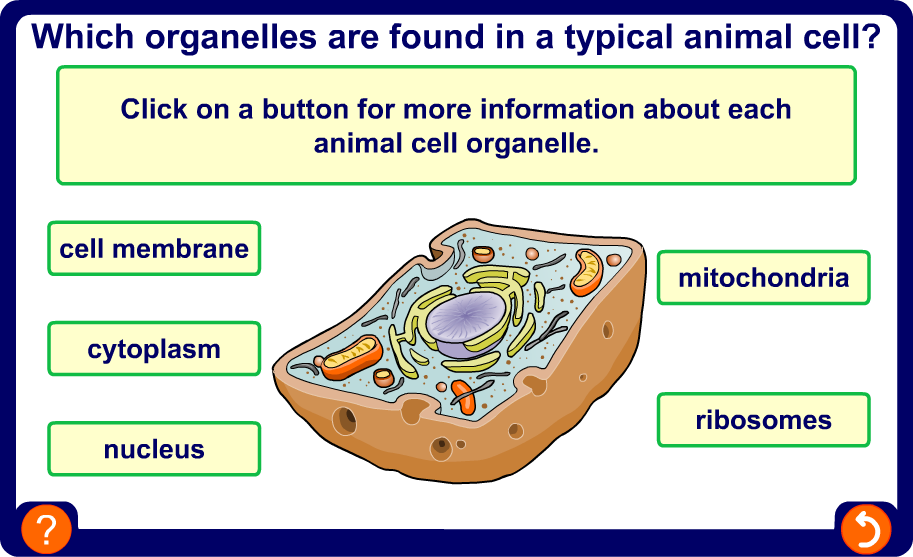 Which organelles are found in a typical animal cell?
Click on a button for more information about each
animal cell organelle.
cell membrane
cytoplasm
nucleus
mitochondria
ribosomes
?